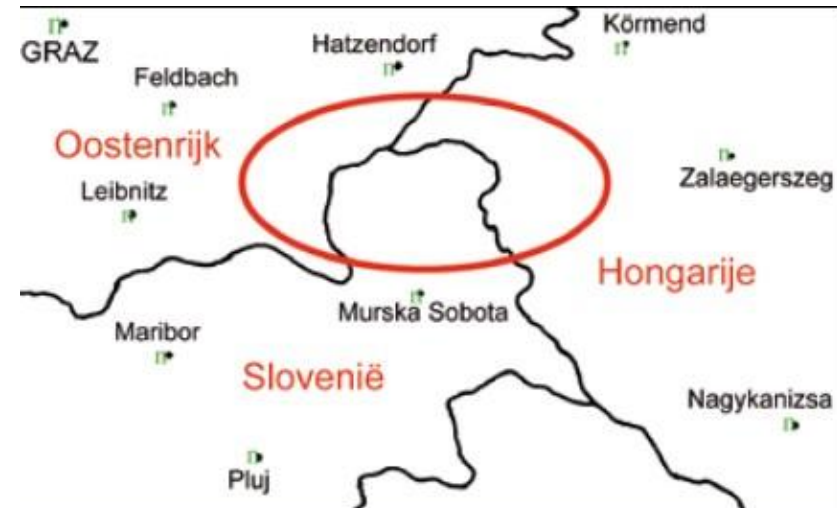 GRAZ
Hatzendorf
Körmend
Feldbach
Oostenrijk
Zalaegerszeg
Leibnitz
Hongarije
Murska Sobota
Maribor
Slovenië
Nagykanizsa
Pluj